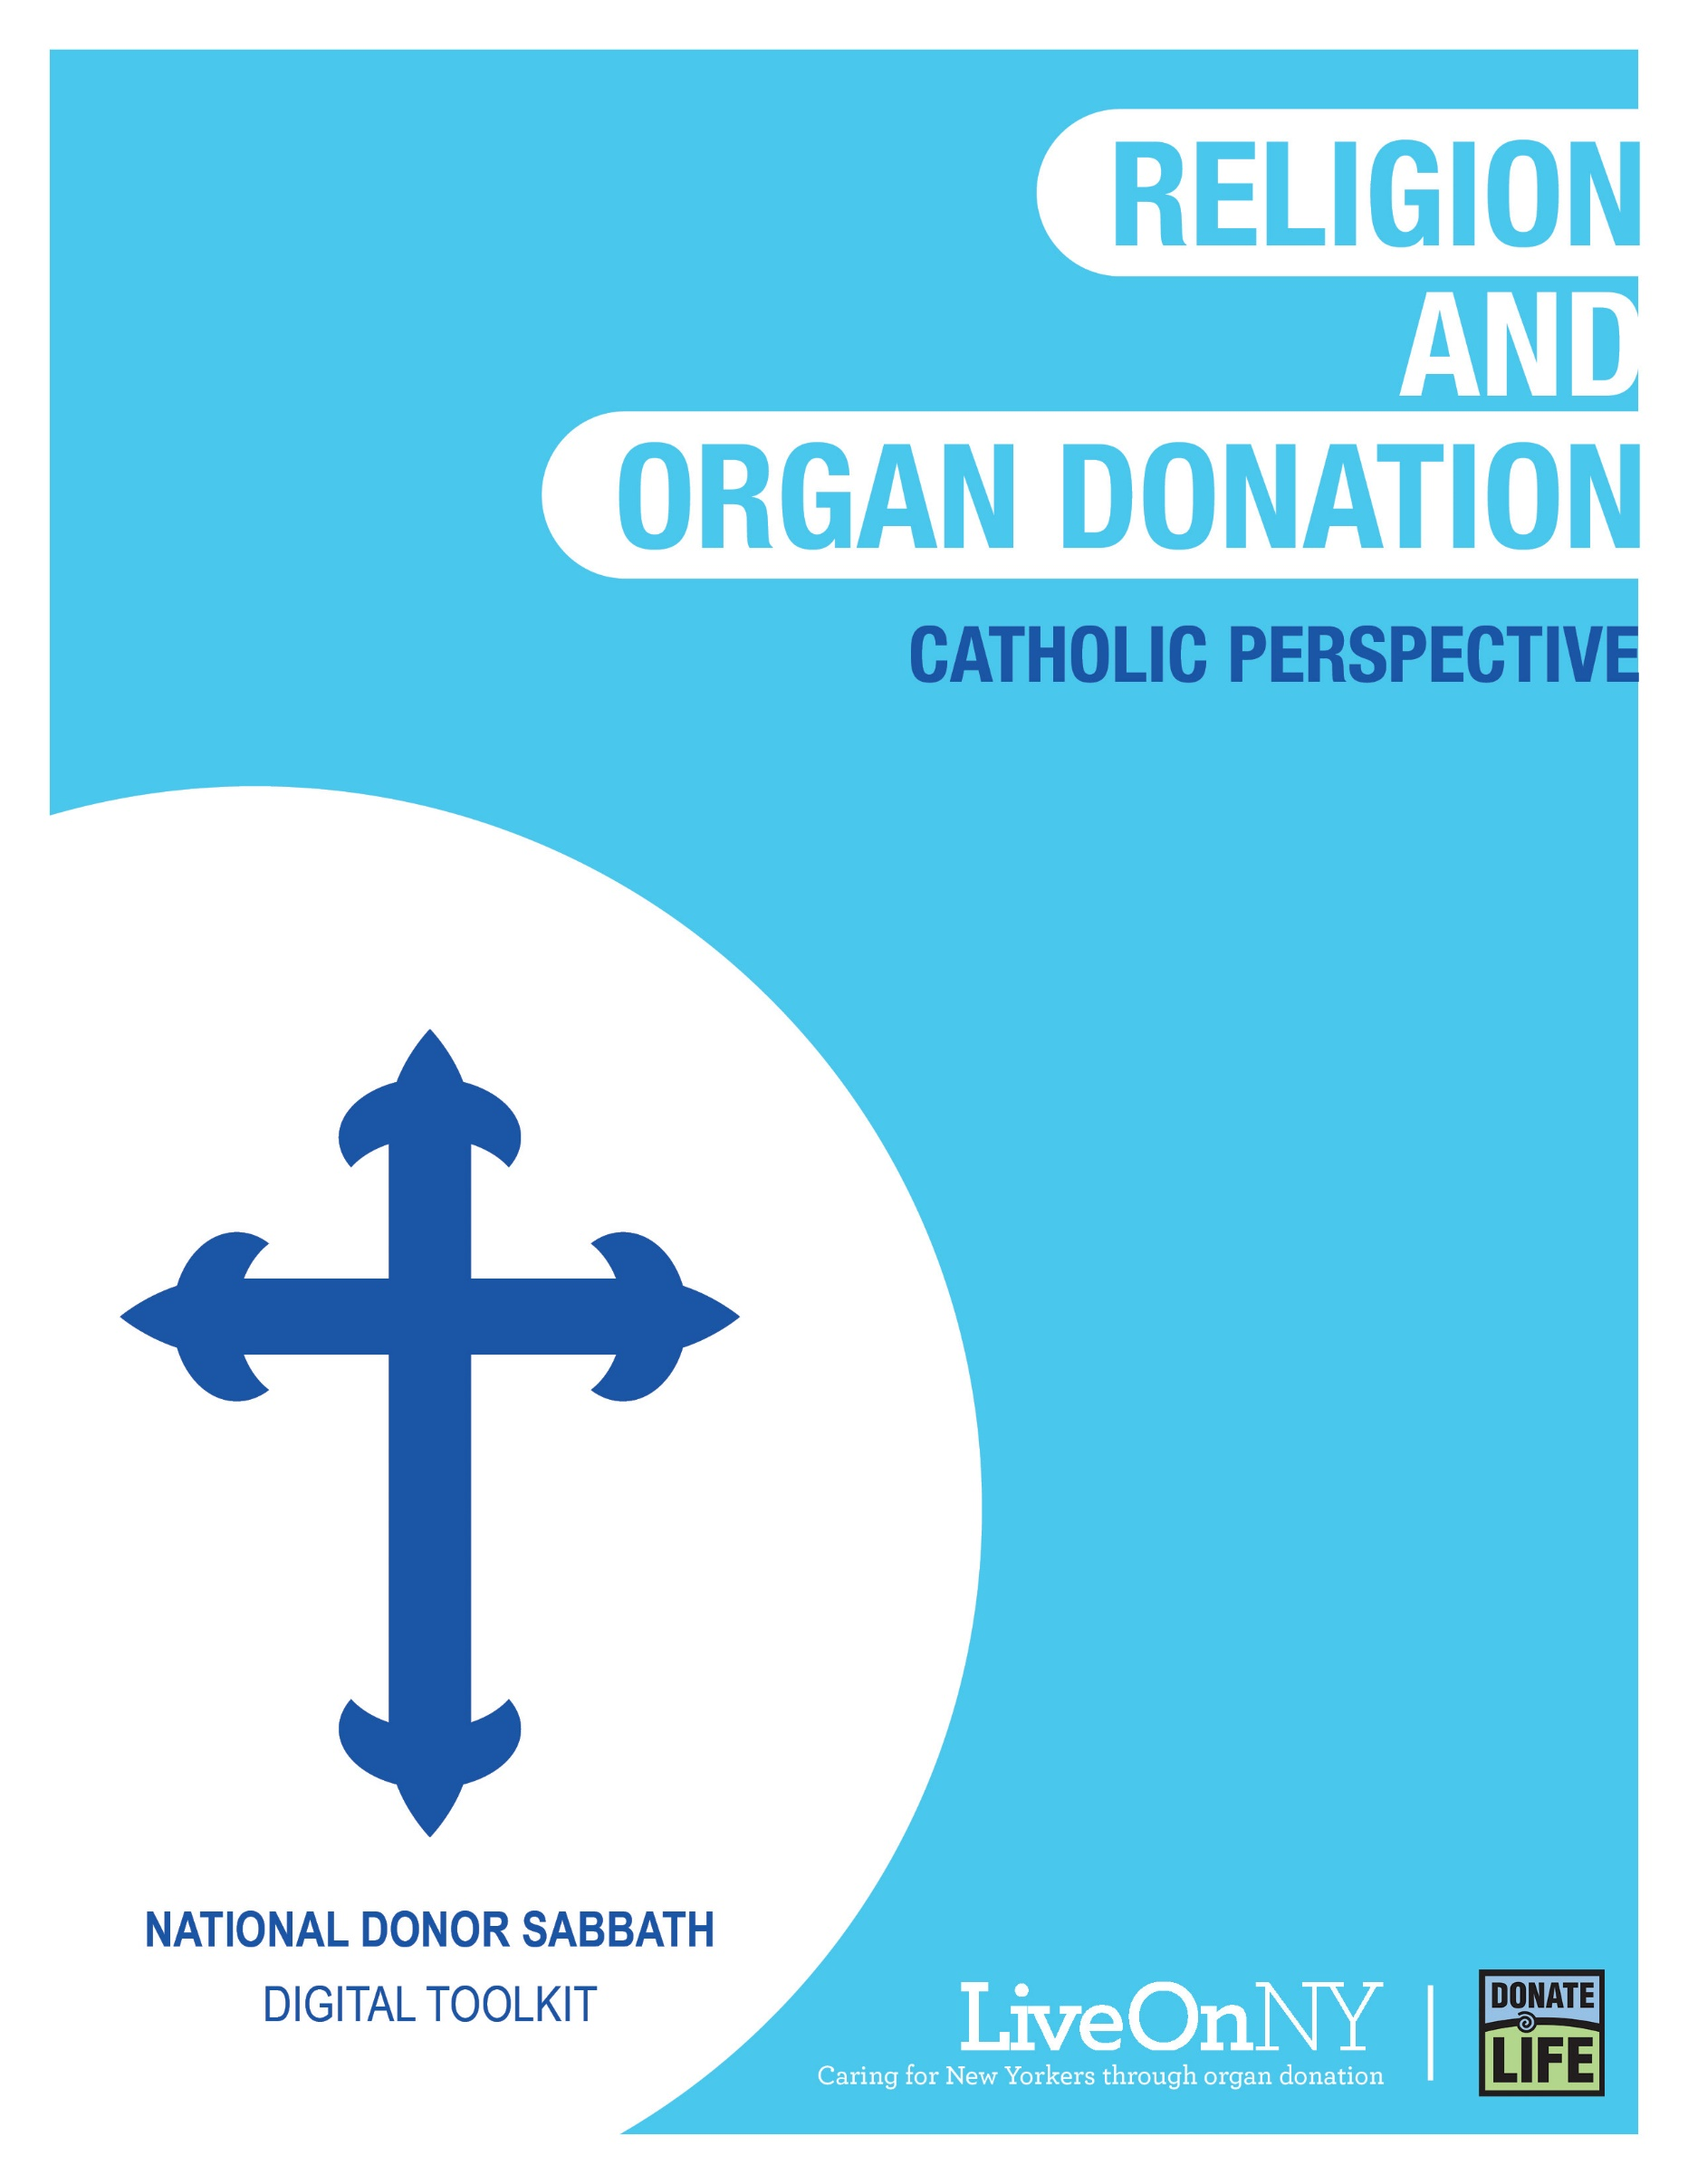 RELIGION
AND
ORGAN DONATION
CATHOLIC PERSPECTIVE
NATIONAL DONOR SABBATH
DIGITAL TOOLKIT
LiveOnNY
Caring for New Yorkers through organ donation
DONATE
LIFE